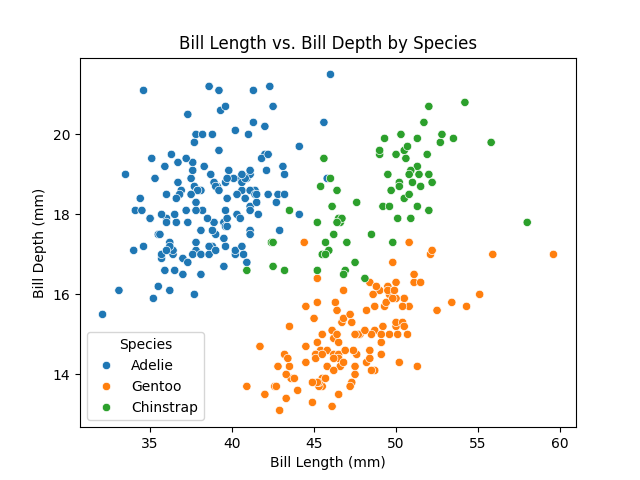 Bill Length vs. Bill Depth by Species
Bill Depth (mm)
20
18
16
14
Species
Adelie
Gentoo
Chinstrap
35 40 45 50 55 60
Bill Length (mm)